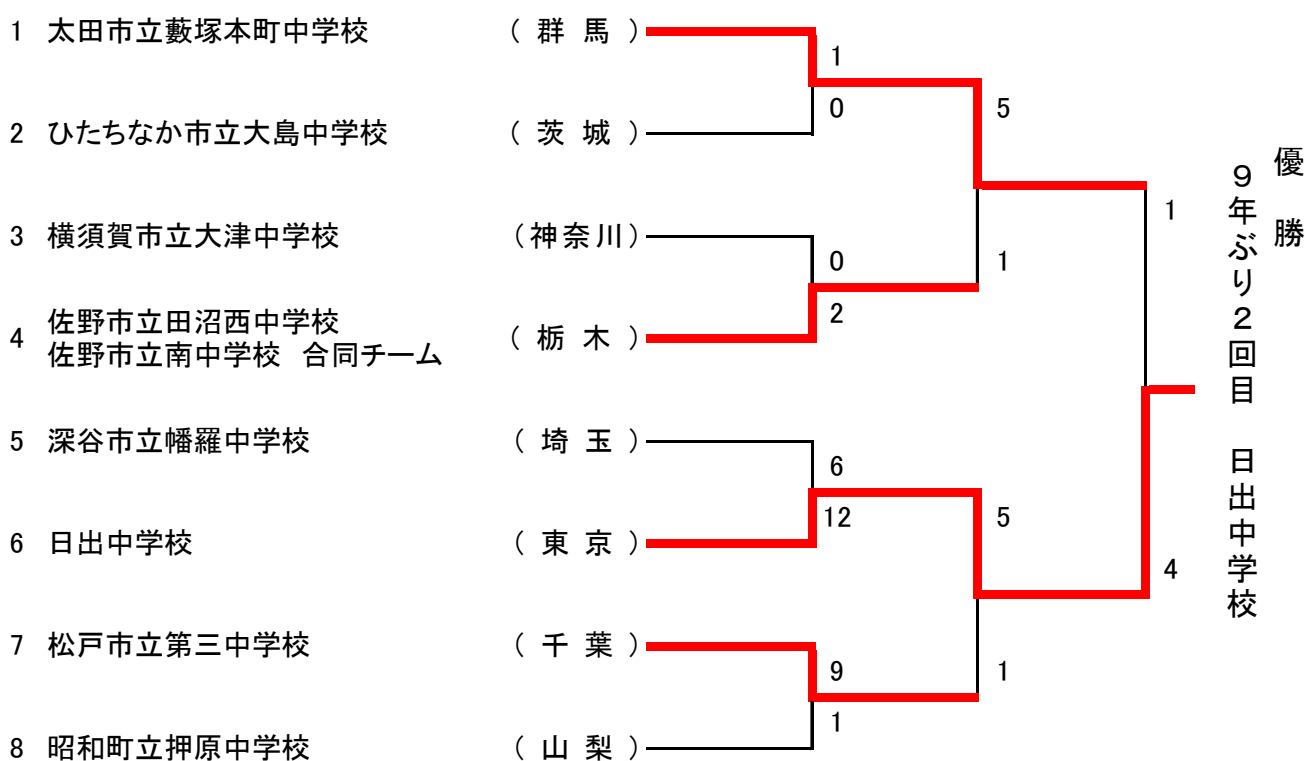 1 太田市立藪塚本町中学校 (群馬)
1
0
2 ひたちなか市立大島中学校 (茨城)
5
3 横須賀市立大津中学校 (神奈川)
0
1
2
4 佐野市立田沼西中学校
佐野市立南中学校 合同チーム (栃木)
1
5 深谷市立幡羅中学校 (埼玉)
6
12
6 日出中学校 (東京)
5
4
7 松戸市立第三中学校 (千葉)
9
1
1
8 昭和町立押原中学校 (山梨)
優勝
9年ぶり2回目 日出中学校